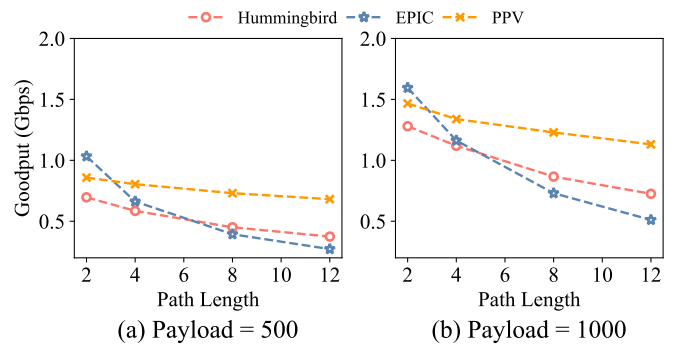 Hummingbird EPIC PPV
Goodput (Gbps)
2.0
1.5
1.0
0.5
2 4 6 8 10 12
Path Length
(a) Payload = 500
2.0
1.5
1.0
0.5
2 4 6 8 10 12
Path Length
(b) Payload = 1000